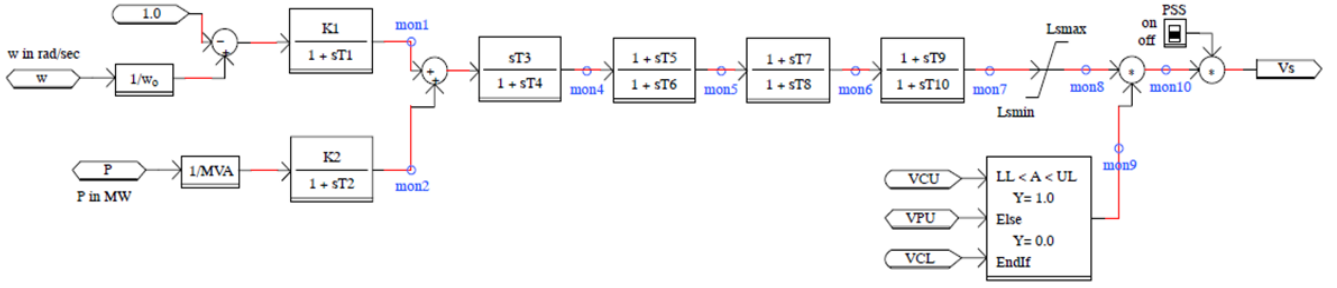 1.0
w in rad/sec
w
1/wo
-
+
K1
1 + sT1
mon1
P
P in MW
1/MVA
K2
1 + sT2
mon2
+
+
sT3
1 + sT4
mon4
1 + sT5
1 + sT6
mon5
1 + sT7
1 + sT8
mon6
1 + sT9
1 + sT10
mon7
Lsmax
Lsmin
mon8
*
mon10
PSS
on
off
*
Vs
mon9
VCU
VPU
VCL
LL < A < UL
Y= 1.0
Else
Y= 0.0
EndIf